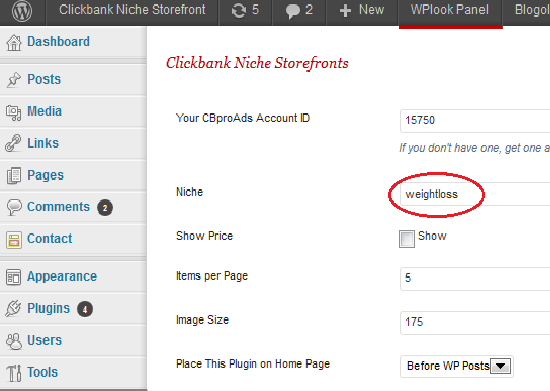 Clickbank Niche Storefront 5 2 + New WPlook Panel Blogol
Dashboard
Posts
Media
Links
Pages
Comments 2
Contact
Appearance
Plugins 4
Users
Tools
Clickbank Niche Storefronts
Your CBproAds Account ID 15750
If you don't have one, get one a
Niche weightloss
Show Price Show
Items per Page 5
Image Size 175
Place This Plugin on Home Page Before WP Posts